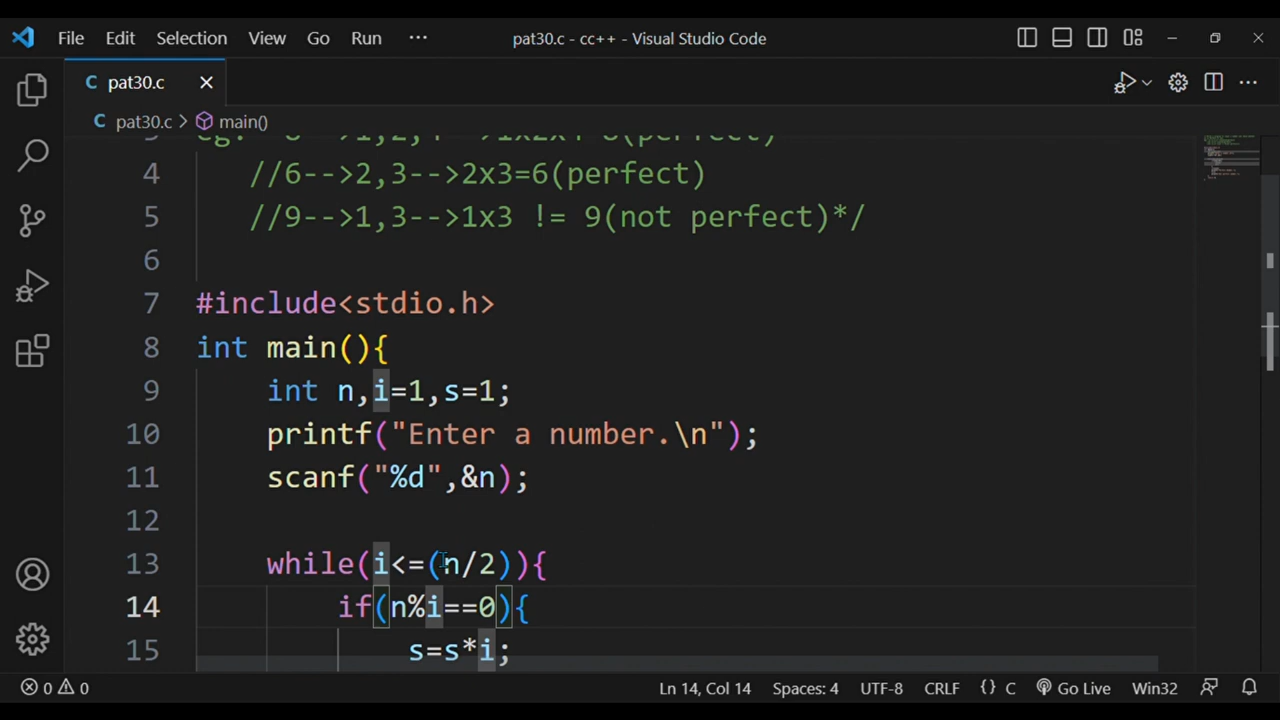 File Edit Selection View Go Run ··· pat30.c - cc++ - Visual Studio Code
C pat30.c
C pat30.c > main()
4 //6-->2,3-->2x3=6(perfect)
5 //9-->1,3-->1x3 != 9(not perfect)*/
6
7 #include<stdio.h>
8 int main(){
9 int n,i=1,s=1;
10 printf("Enter a number.\n");
11 scanf("%d",&n);
12
13 while(i<=(n/2)){
14 if(n%i==0){
15 s=s*i;
0 0 Ln 14, Col 14 Spaces: 4 UTF-8 CRLF {} C Go Live Win32